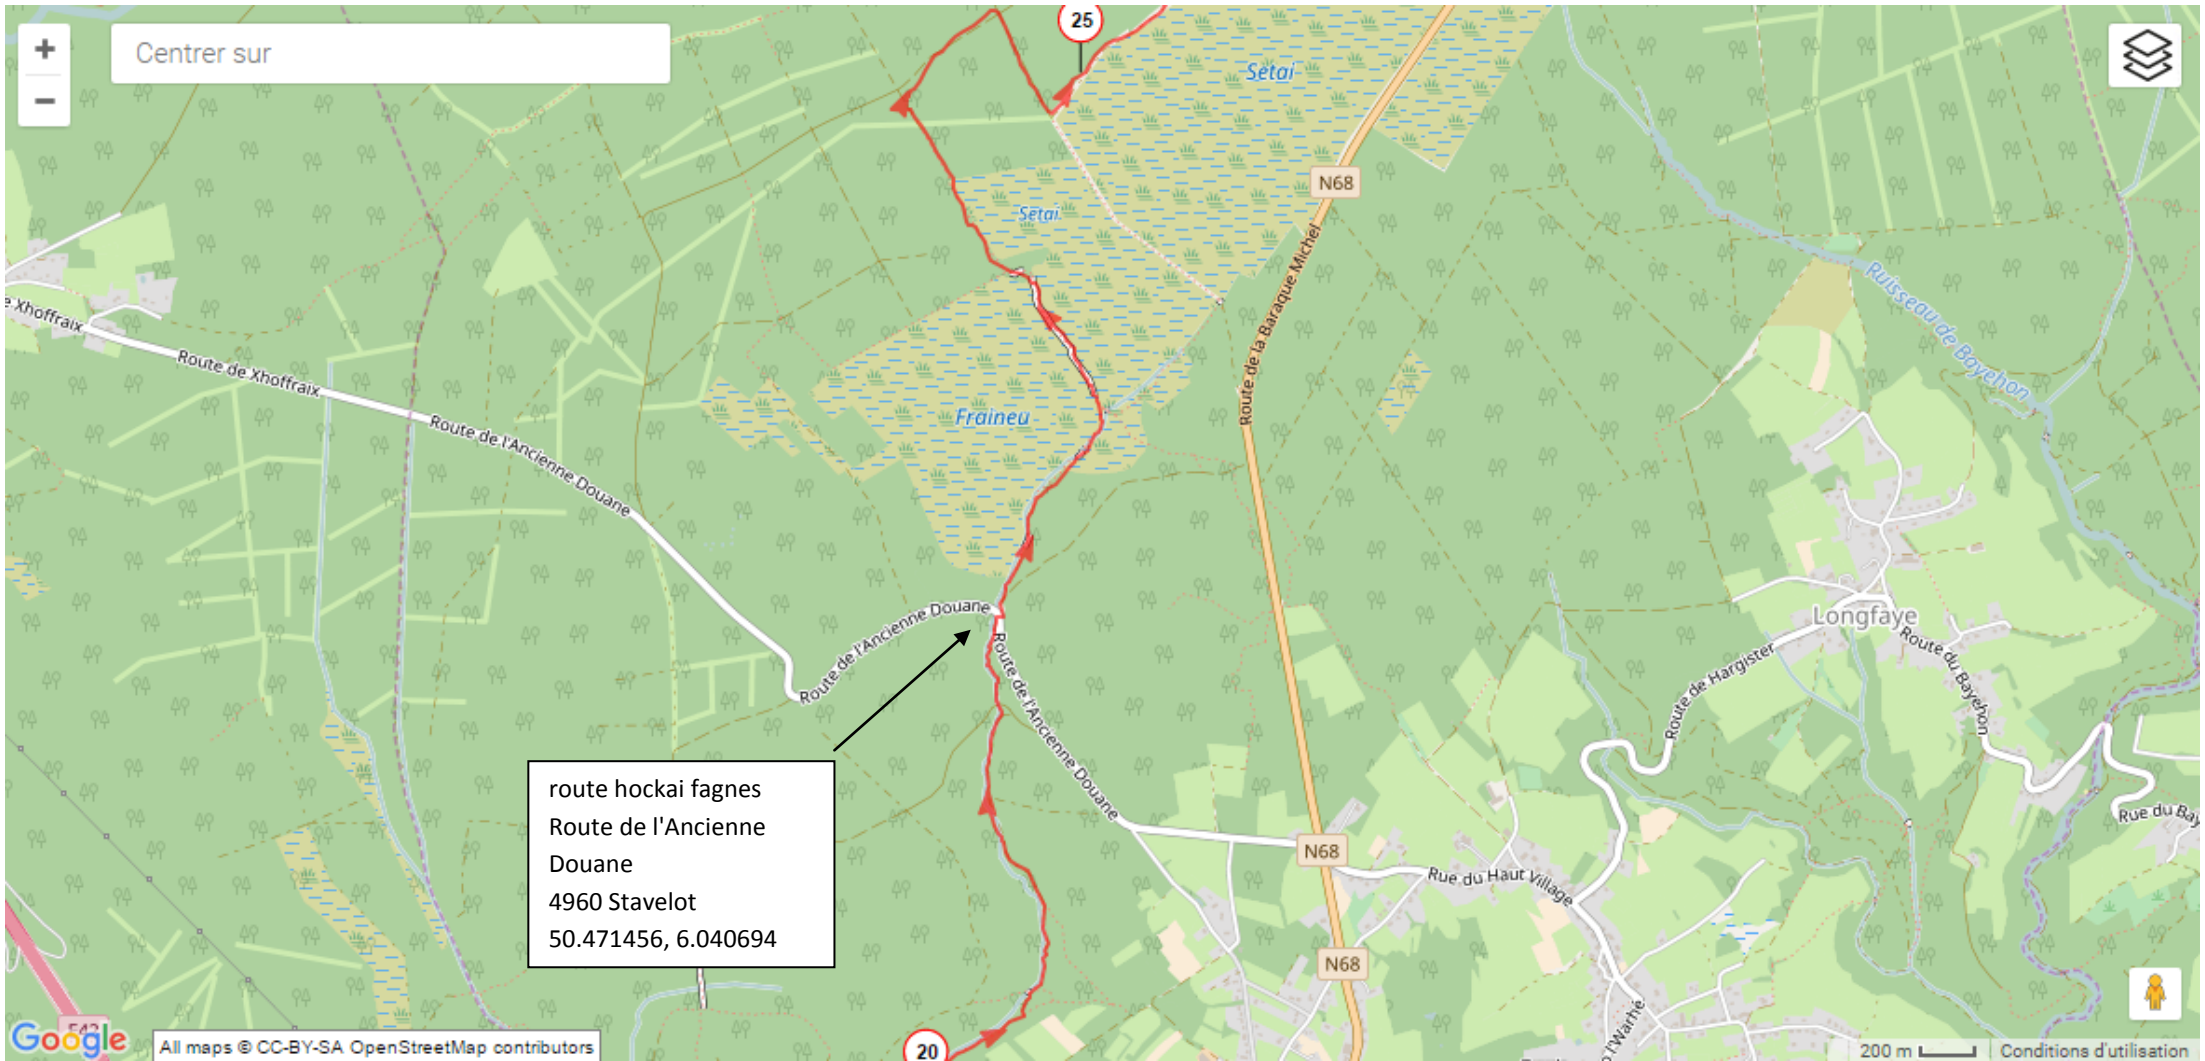 +
Centrer sur
−
25
Setai
N68
Setai
Route de la Baraque Michel
Ruisseau de Bayehon
e Xhoffraix
Route de Xhoffraix
Route de l'Ancienne Douane
Fraineu
Route de l'Ancienne Douane
Route de l'Ancienne Douane
Longfaye
Route du Bayehon
Route de Hargister
route hockai fagnes
Route de l'Ancienne
Douane
4960 Stavelot
50.471456, 6.040694
N68
Rue du Haut Village
Rue du Bay
N68
20
Google
All maps © CC-BY-SA OpenStreetMap contributors
200 m
Conditions d'utilisation